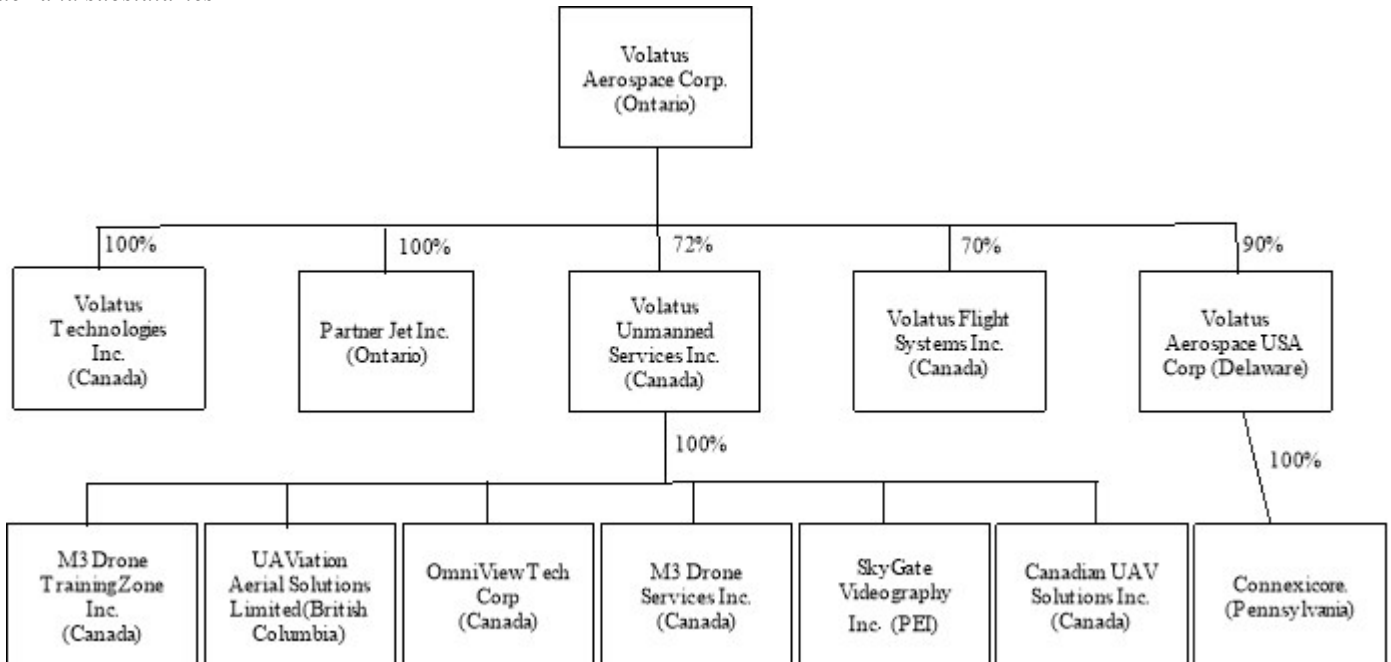 Volatus
Aerospace Corp.
(Ontario)
100%
100%
72%
70%
90%
Volatus
Technologies
Inc.
(Canada)
Partner Jet Inc.
(Ontario)
Volatus
Unmanned
Services Inc.
(Canada)
Volatus Flight
Systems Inc.
(Canada)
Volatus
Aerospace USA
Corp (Delaware)
100%
100%
M3 Drone
TrainingZone
Inc.
(Canada)
UAViation
Aerial Solutions
Limited(British
Columbia)
OmniView Tech
Corp
(Canada)
M3 Drone
Services Inc.
(Canada)
SkyGate
Videography
Inc. (PEI)
Canadian UAV
Solutions Inc.
(Canada)
Connexicore.
(Pennsylvania)